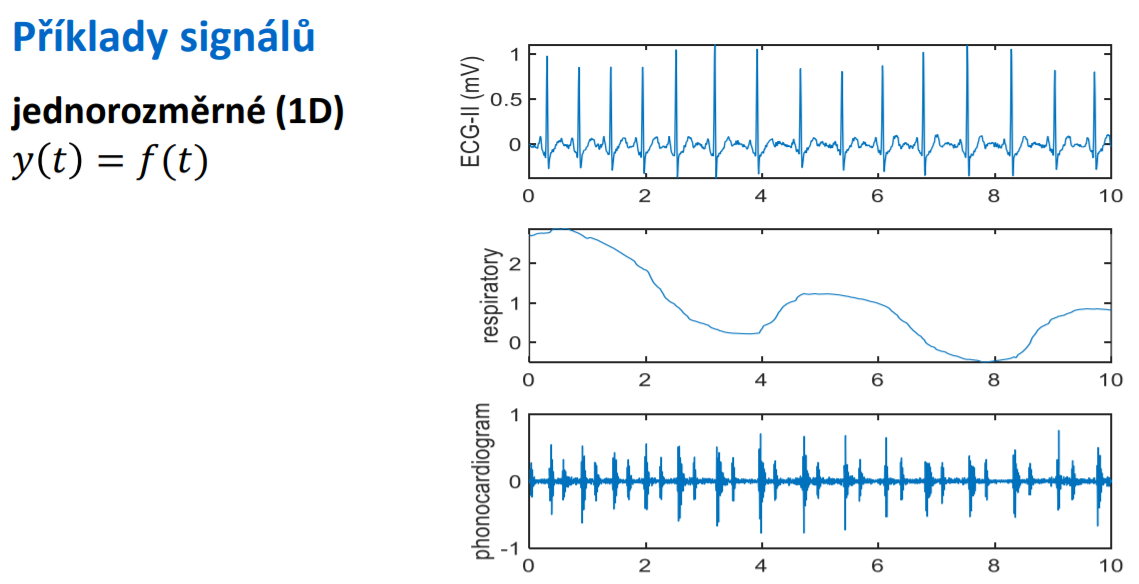 Příklady signálů
jednorozměrné (1D)
y(t) = f(t)
ECG-II (mV)
1
0.5
0
0 2 4 6 8 10
respiratory
2
1
0
0 2 4 6 8 10
phonocardiogram
1
0
-1
0 2 4 6 8 10